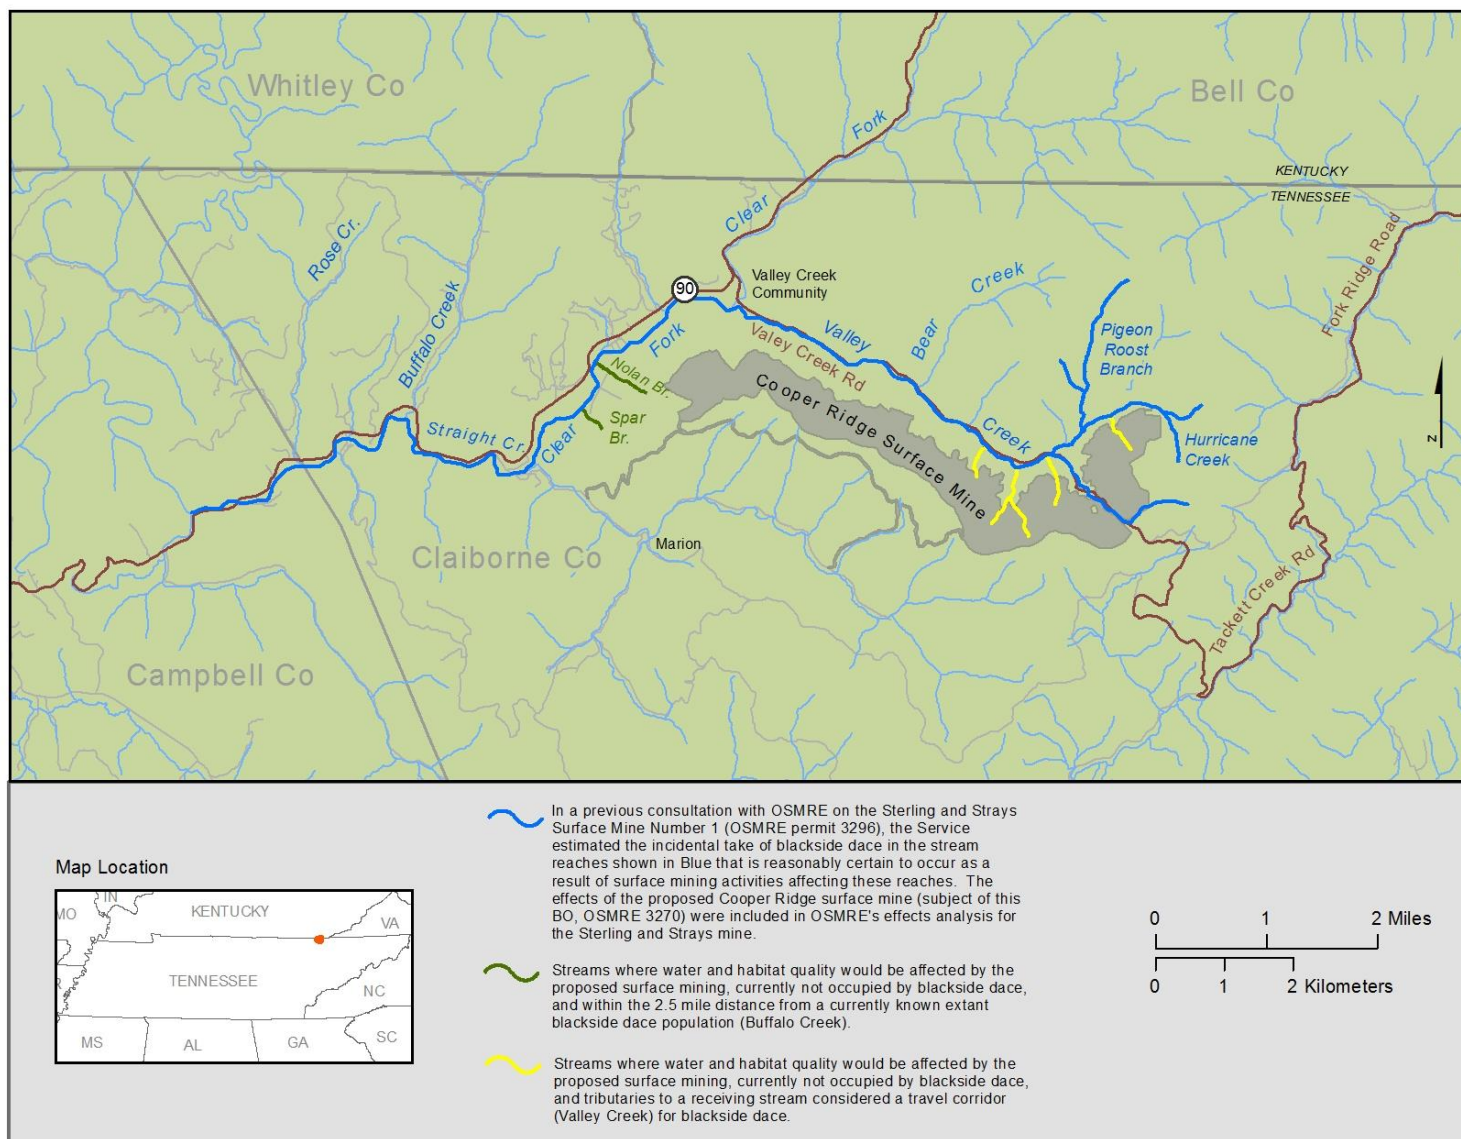 Whitley Co
Bell Co
Fork
KENTUCKY
TENNESSEE
Clear
Rose Cr.
Buffalo Creek
90
Valley Creek
Community
Creek
Bear
Fork Ridge Road
Pigeon
Roost
Branch
Valley
Valey Creek Rd
Fork
Nolan Br.
Cooper Ridge Surface Mine
Spar
Br.
Straight Cr.
Clear
Creek
Hurricane
Creek
N
Marion
Claiborne Co
Tackett Creek Rd
Campbell Co
In a previous consultation with OSMRE on the Sterling and Strays
Surface Mine Number 1 (OSMRE permit 3296), the Service
estimated the incidental take of blackside dace in the stream
reaches shown in Blue that is reasonably certain to occur as a
result of surface mining activities affecting these reaches. The
effects of the proposed Cooper Ridge surface mine (subject of this
BO, OSMRE 3270) were included in OSMRE's effects analysis for
the Sterling and Strays mine.
Streams where water and habitat quality would be affected by the
proposed surface mining, currently not occupied by blackside dace,
and within the 2.5 mile distance from a currently known extant
blackside dace population (Buffalo Creek).
Streams where water and habitat quality would be affected by the
proposed surface mining, currently not occupied by blackside dace,
and tributaries to a receiving stream considered a travel corridor
(Valley Creek) for blackside dace.
Map Location
IN
MO
KENTUCKY
VA
TENNESSEE
R
NC
MS
AL
GA
SC
0 1 2 Miles
0 1 2 Kilometers